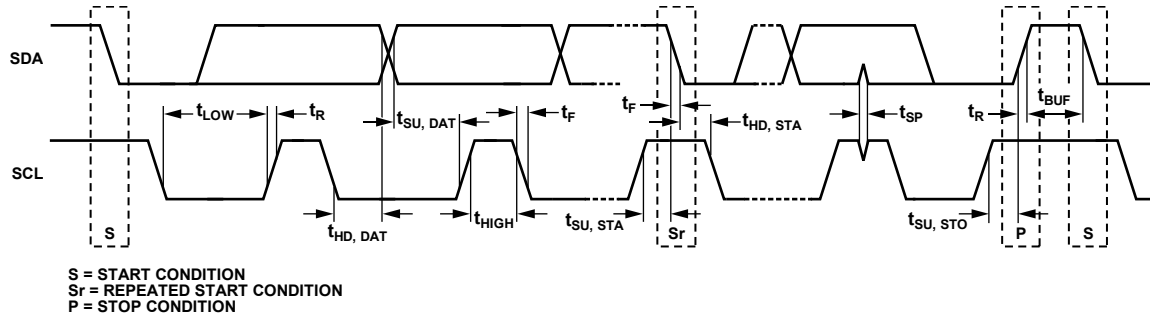 SDA
t_LOW t_R t_SU, DAT t_F t_F t_HD, STA t_SP t_R t_BUF
SCL
S t_HD, DAT t_HIGH t_SU, STA Sr t_SU, STO P S
S = START CONDITION
Sr = REPEATED START CONDITION
P = STOP CONDITION